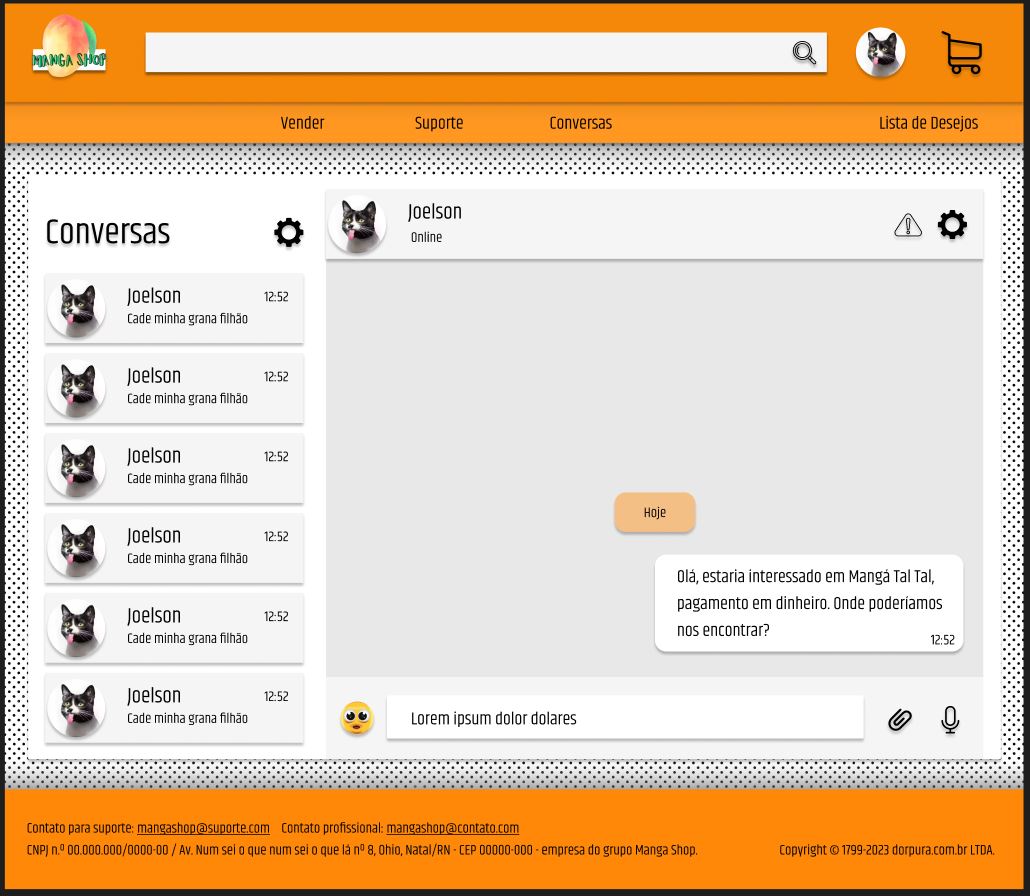 MANGA SHOP
Vender
Suporte
Conversas
Lista de Desejos
Conversas
Joelson
12:52
Cade minha grana filhão
Joelson
12:52
Cade minha grana filhão
Joelson
12:52
Cade minha grana filhão
Joelson
12:52
Cade minha grana filhão
Joelson
12:52
Cade minha grana filhão
Joelson
12:52
Cade minha grana filhão
Joelson
Online
Hoje
Olá, estaria interessado em Mangá Tal Tal,
pagamento em dinheiro. Onde poderíamos
nos encontrar?
12:52
Lorem ipsum dolor dolares
Contato para suporte: mangashop@suporte.com Contato profissional: mangashop@contato.com
CNPJ n.º 00.000.000/0000-00 / Av. Num sei o que num sei o que lá nº 8, Ohio, Natal/RN - CEP 00000-000 - empresa do grupo Manga Shop.
Copyright © 1799-2023 dorpura.com.br LTDA.